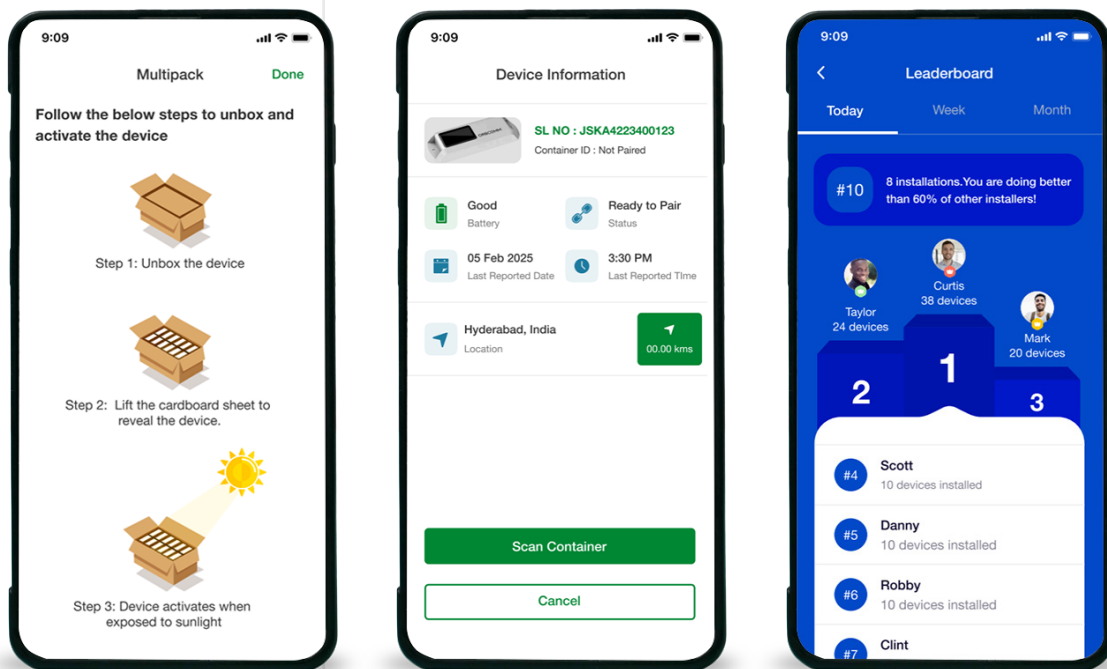 9:09
Multipack
Done
Follow the below steps to unbox and
activate the device
Step 1: Unbox the device
Step 2: Lift the cardboard sheet to
reveal the device.
Step 3: Device activates when
exposed to sunlight
9:09
Device Information
SL NO : JSKA4223400123
Container ID : Not Paired
Good
Battery
Ready to Pair
Status
05 Feb 2025
Last Reported Date
3:30 PM
Last Reported TIme
Hyderabad, India
Location
00.00 kms
Scan Container
Cancel
9:09
Leaderboard
Today
Week
Month
#10
8 installations.You are doing better
than 60% of other installers!
Curtis
38 devices
Taylor
24 devices
Mark
20 devices
1
2
3
#4
Scott
10 devices installed
#5
Danny
10 devices installed
#6
Robby
10 devices installed
#7
Clint